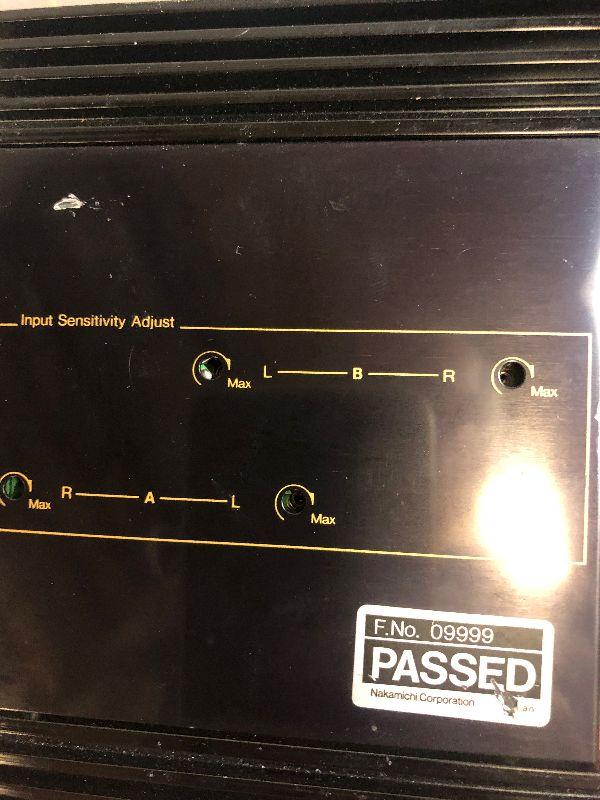 Input Sensitivity Adjust
Max L B R Max
Max R A L Max
F.No. 09999
PASSED
Nakamichi Corporation